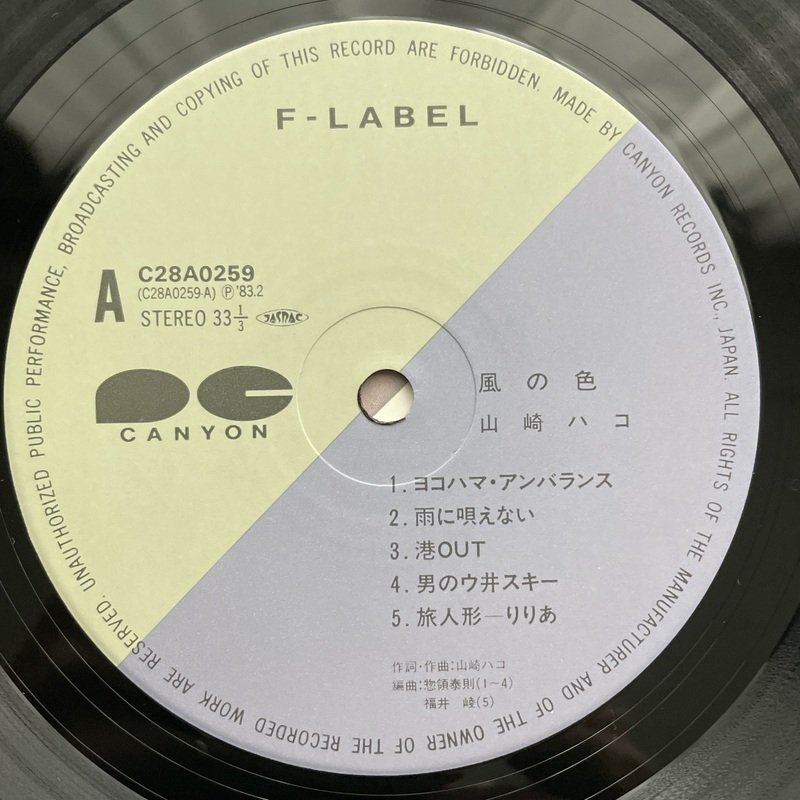 UNAUTHORIZED PUBLIC PERFORMANCE, BROADCASTING AND COPYING OF THIS RECORD ARE FORBIDDEN. MADE BY CANYON RECORDS INC., JAPAN. ALL RIGHTS OF THE MANUFACTURER AND OF THE OWNER OF THE RECORDED WORK ARE RESERVED.
F-LABEL
A
C28A0259
(C28A0259-A) Ⓟ'83.2
STEREO 33 1/3 JASRAC
CANYON
風の色
山崎ハコ
1. ヨコハマ・アンバランス
2. 雨に唄えない
3. 港OUT
4. 男のウ井スキー
5. 旅人形―りりあ
作詞・作曲:山崎ハコ
編曲:惣領泰則(1~4)
福井 崚(5)